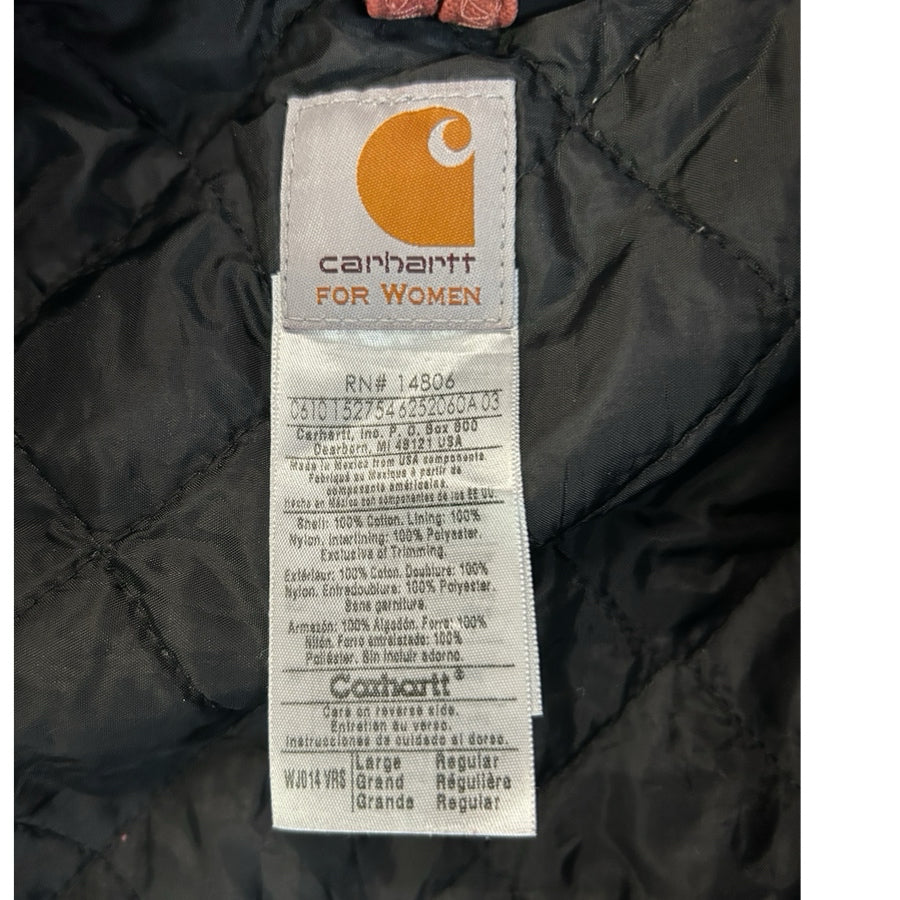 carhartt
FOR WOMEN
RN# 14806
06101527546252060A03
Carhartt, Inc. P. O. Box 600
Dearborn, MI 48121 USA
Made in Mexico from USA components
Fabriqué au Mexique à partir de
composants américains.
Hecho en México con componentes de los EE UU.
Shell: 100% Cotton. Lining: 100%
Nylon. Interlining: 100% Polyester.
Exclusive of Trimming.
Extérieur: 100% Coton. Doublure: 100%
Nylon. Entredoublure: 100% Polyester.
Sans garniture.
Armazón: 100% Algodón. Forro: 100%
Nilón. Forro entrelatado: 100%
Poliéster. Sin incluir adorno.
Carhartt®
Care on reverse side.
Entretien au verso.
Instrucciones de cuidado al dorso.
WJ014 VRS Large Regular
Grand Régulière
Grande Regular